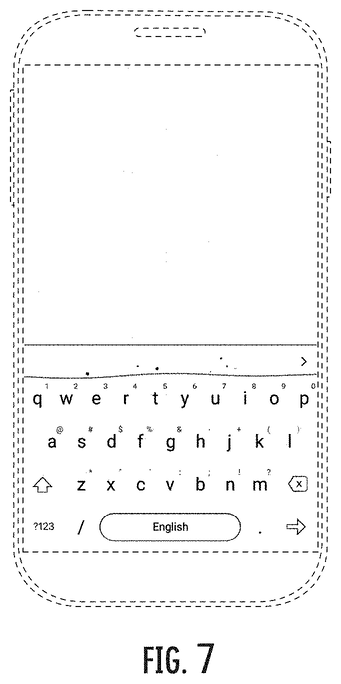 1 2 3 4 5 6 7 8 9 0
q w e r t y u i o p
@ # $ % & - + ( )
a s d f g h j k l
* " ' : ; ! ?
z x c v b n m x
?123 / English .
FIG. 7